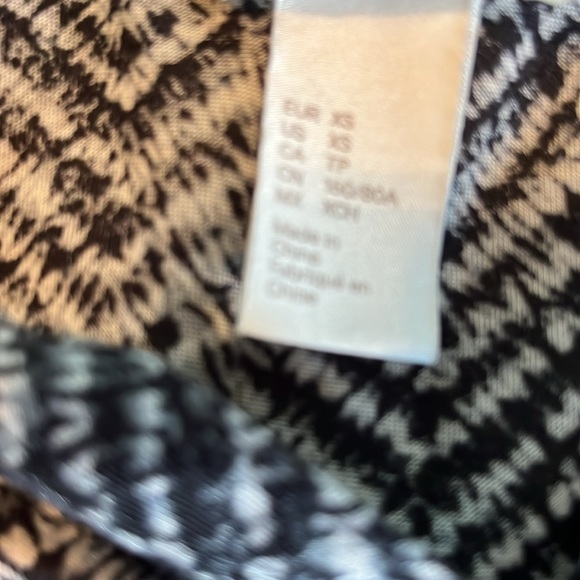 EUR XS
US XS
CA TP
CN 160/80A
MX XCH
Made in
China
Fabriqué en
Chine